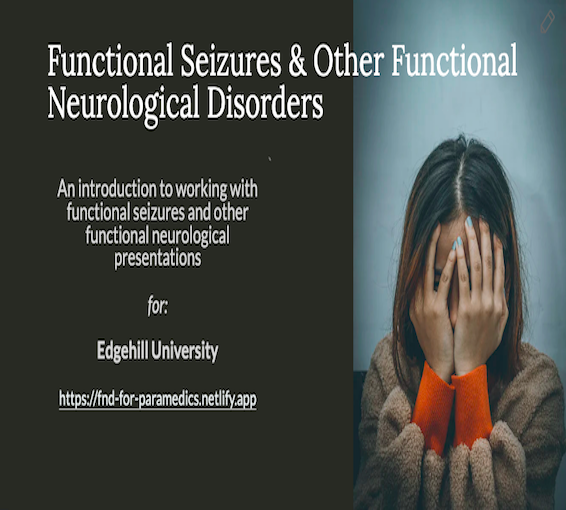 Functional Seizures & Other Functional
Neurological Disorders
An introduction to working with
functional seizures and other
functional neurological
presentations
for:
Edgehill University
https://fnd-for-paramedics.netlify.app